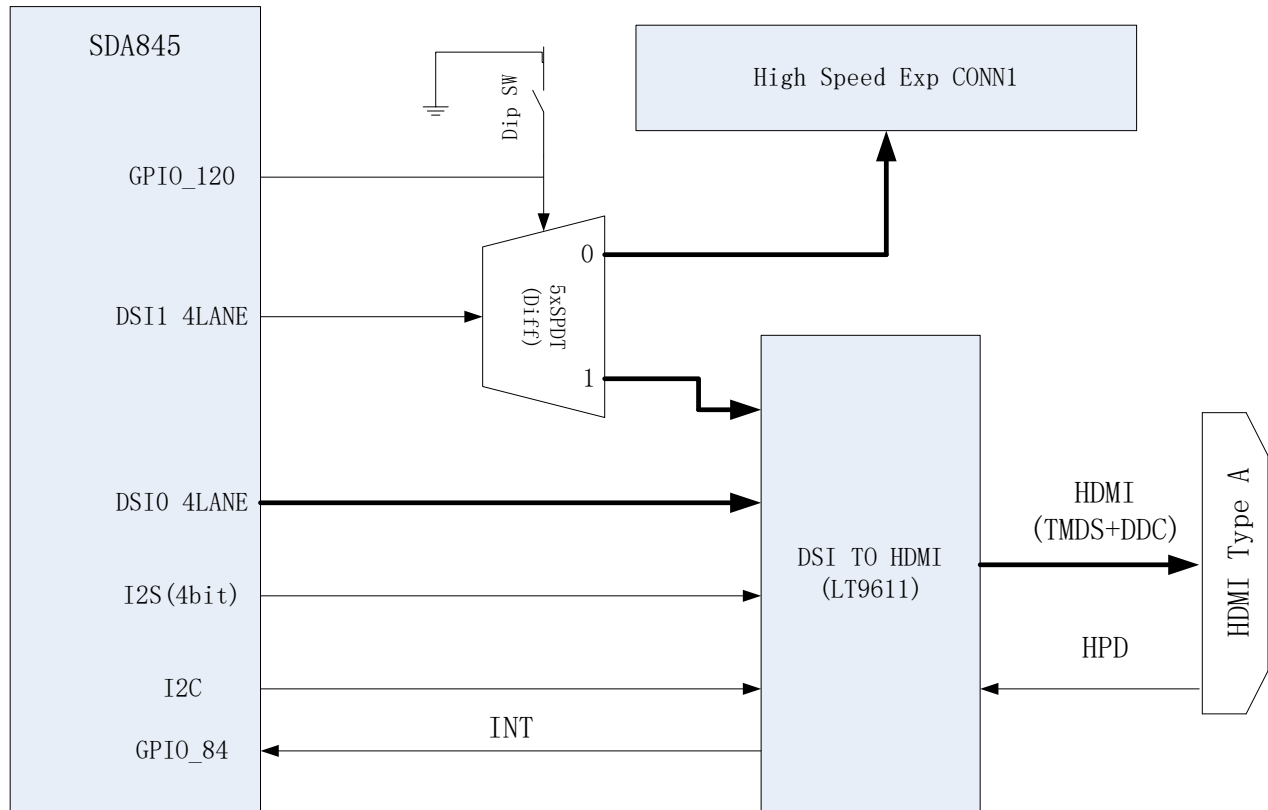 SDA845
High Speed Exp CONN1
Dip SW
GPIO_120
0
5xSPDT
(Diff)
DSI1 4LANE
1
DSI0 4LANE
HDMI
(TMDS+DDC)
HDMI Type A
DSI TO HDMI
(LT9611)
I2S(4bit)
HPD
I2C
INT
GPIO_84